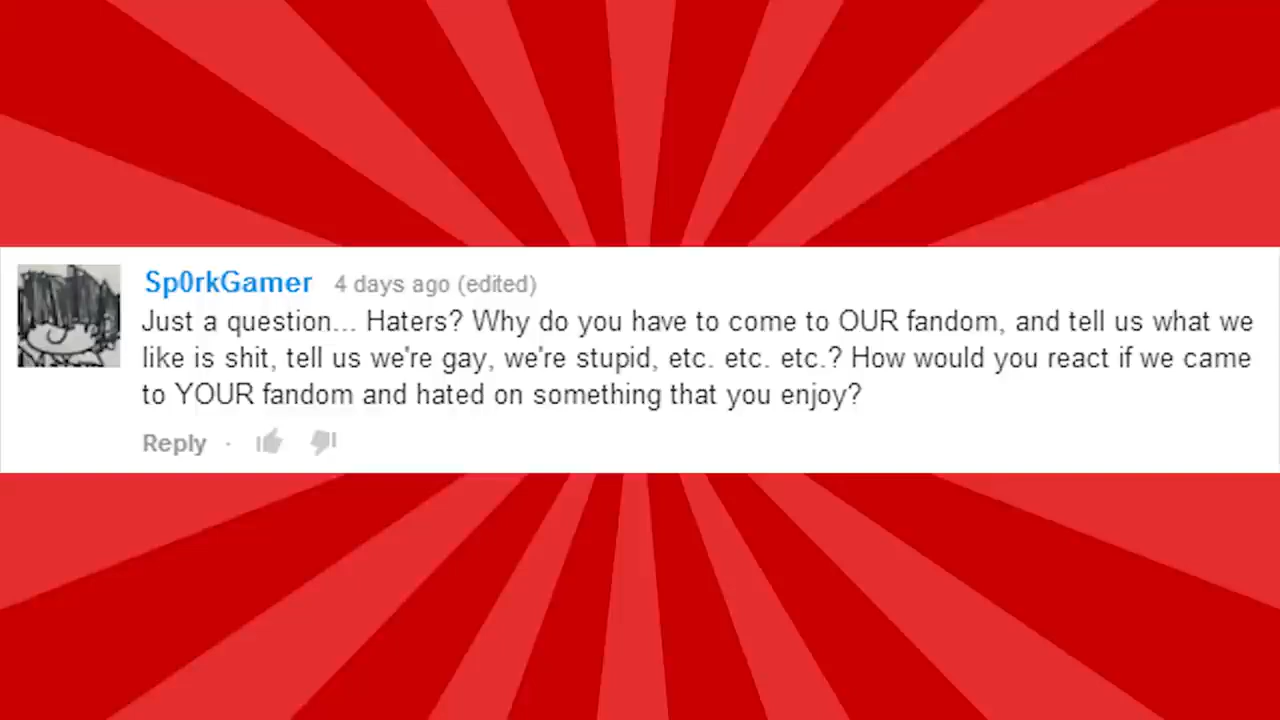 Sp0rkGamer 4 days ago (edited)
Just a question... Haters? Why do you have to come to OUR fandom, and tell us what we
like is shit, tell us we're gay, we're stupid, etc. etc. etc.? How would you react if we came
to YOUR fandom and hated on something that you enjoy?
Reply ·